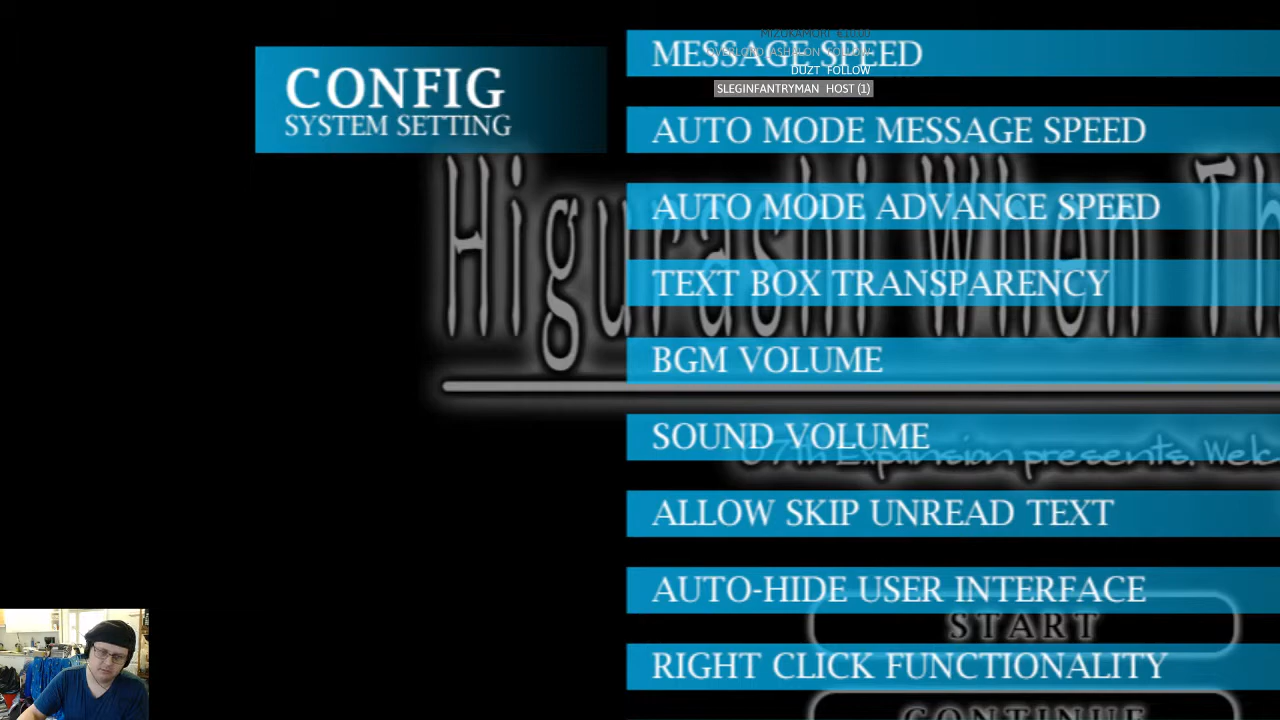 CONFIG
SYSTEM SETTING
MESSAGE SPEED
DUZT FOLLOW
SLEGINFANTRYMAN HOST (1)
AUTO MODE MESSAGE SPEED
Higurashi When Th
AUTO MODE ADVANCE SPEED
TEXT BOX TRANSPARENCY
BGM VOLUME
SOUND VOLUME
07th Expansion presents. Welc
ALLOW SKIP UNREAD TEXT
AUTO-HIDE USER INTERFACE
START
RIGHT CLICK FUNCTIONALITY
CONTINUE